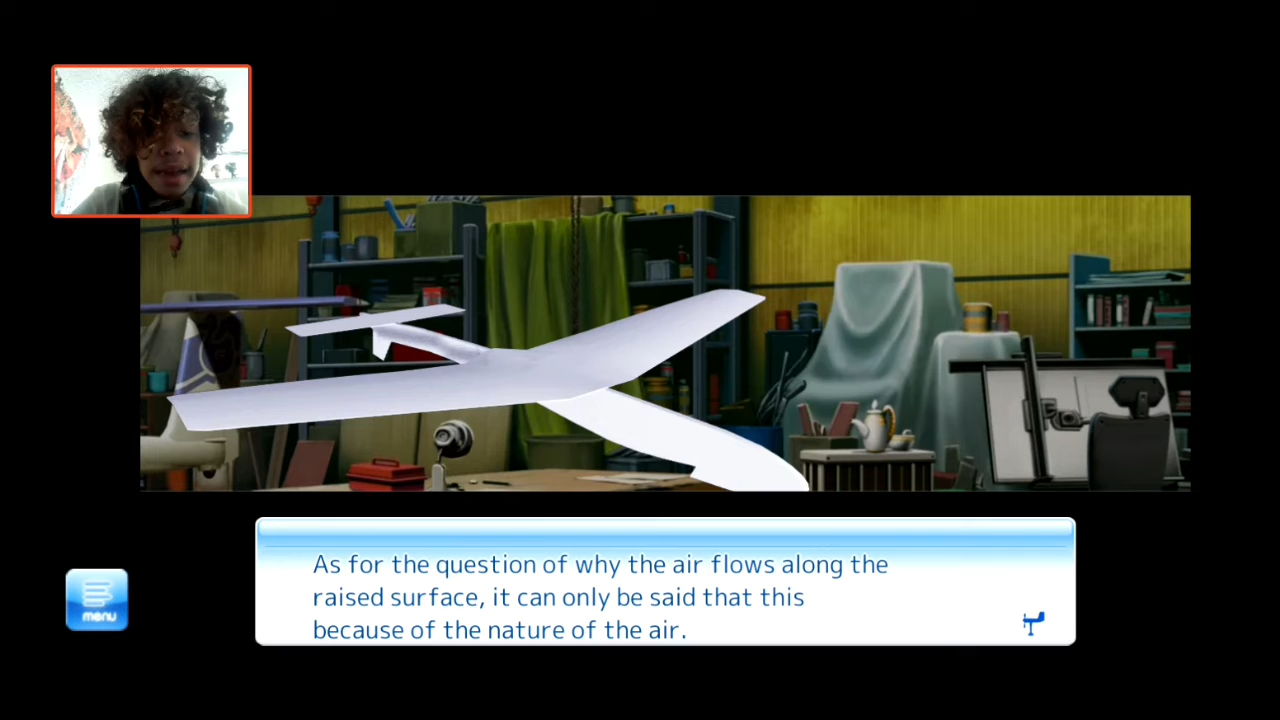 As for the question of why the air flows along the
raised surface, it can only be said that this
because of the nature of the air.
menu